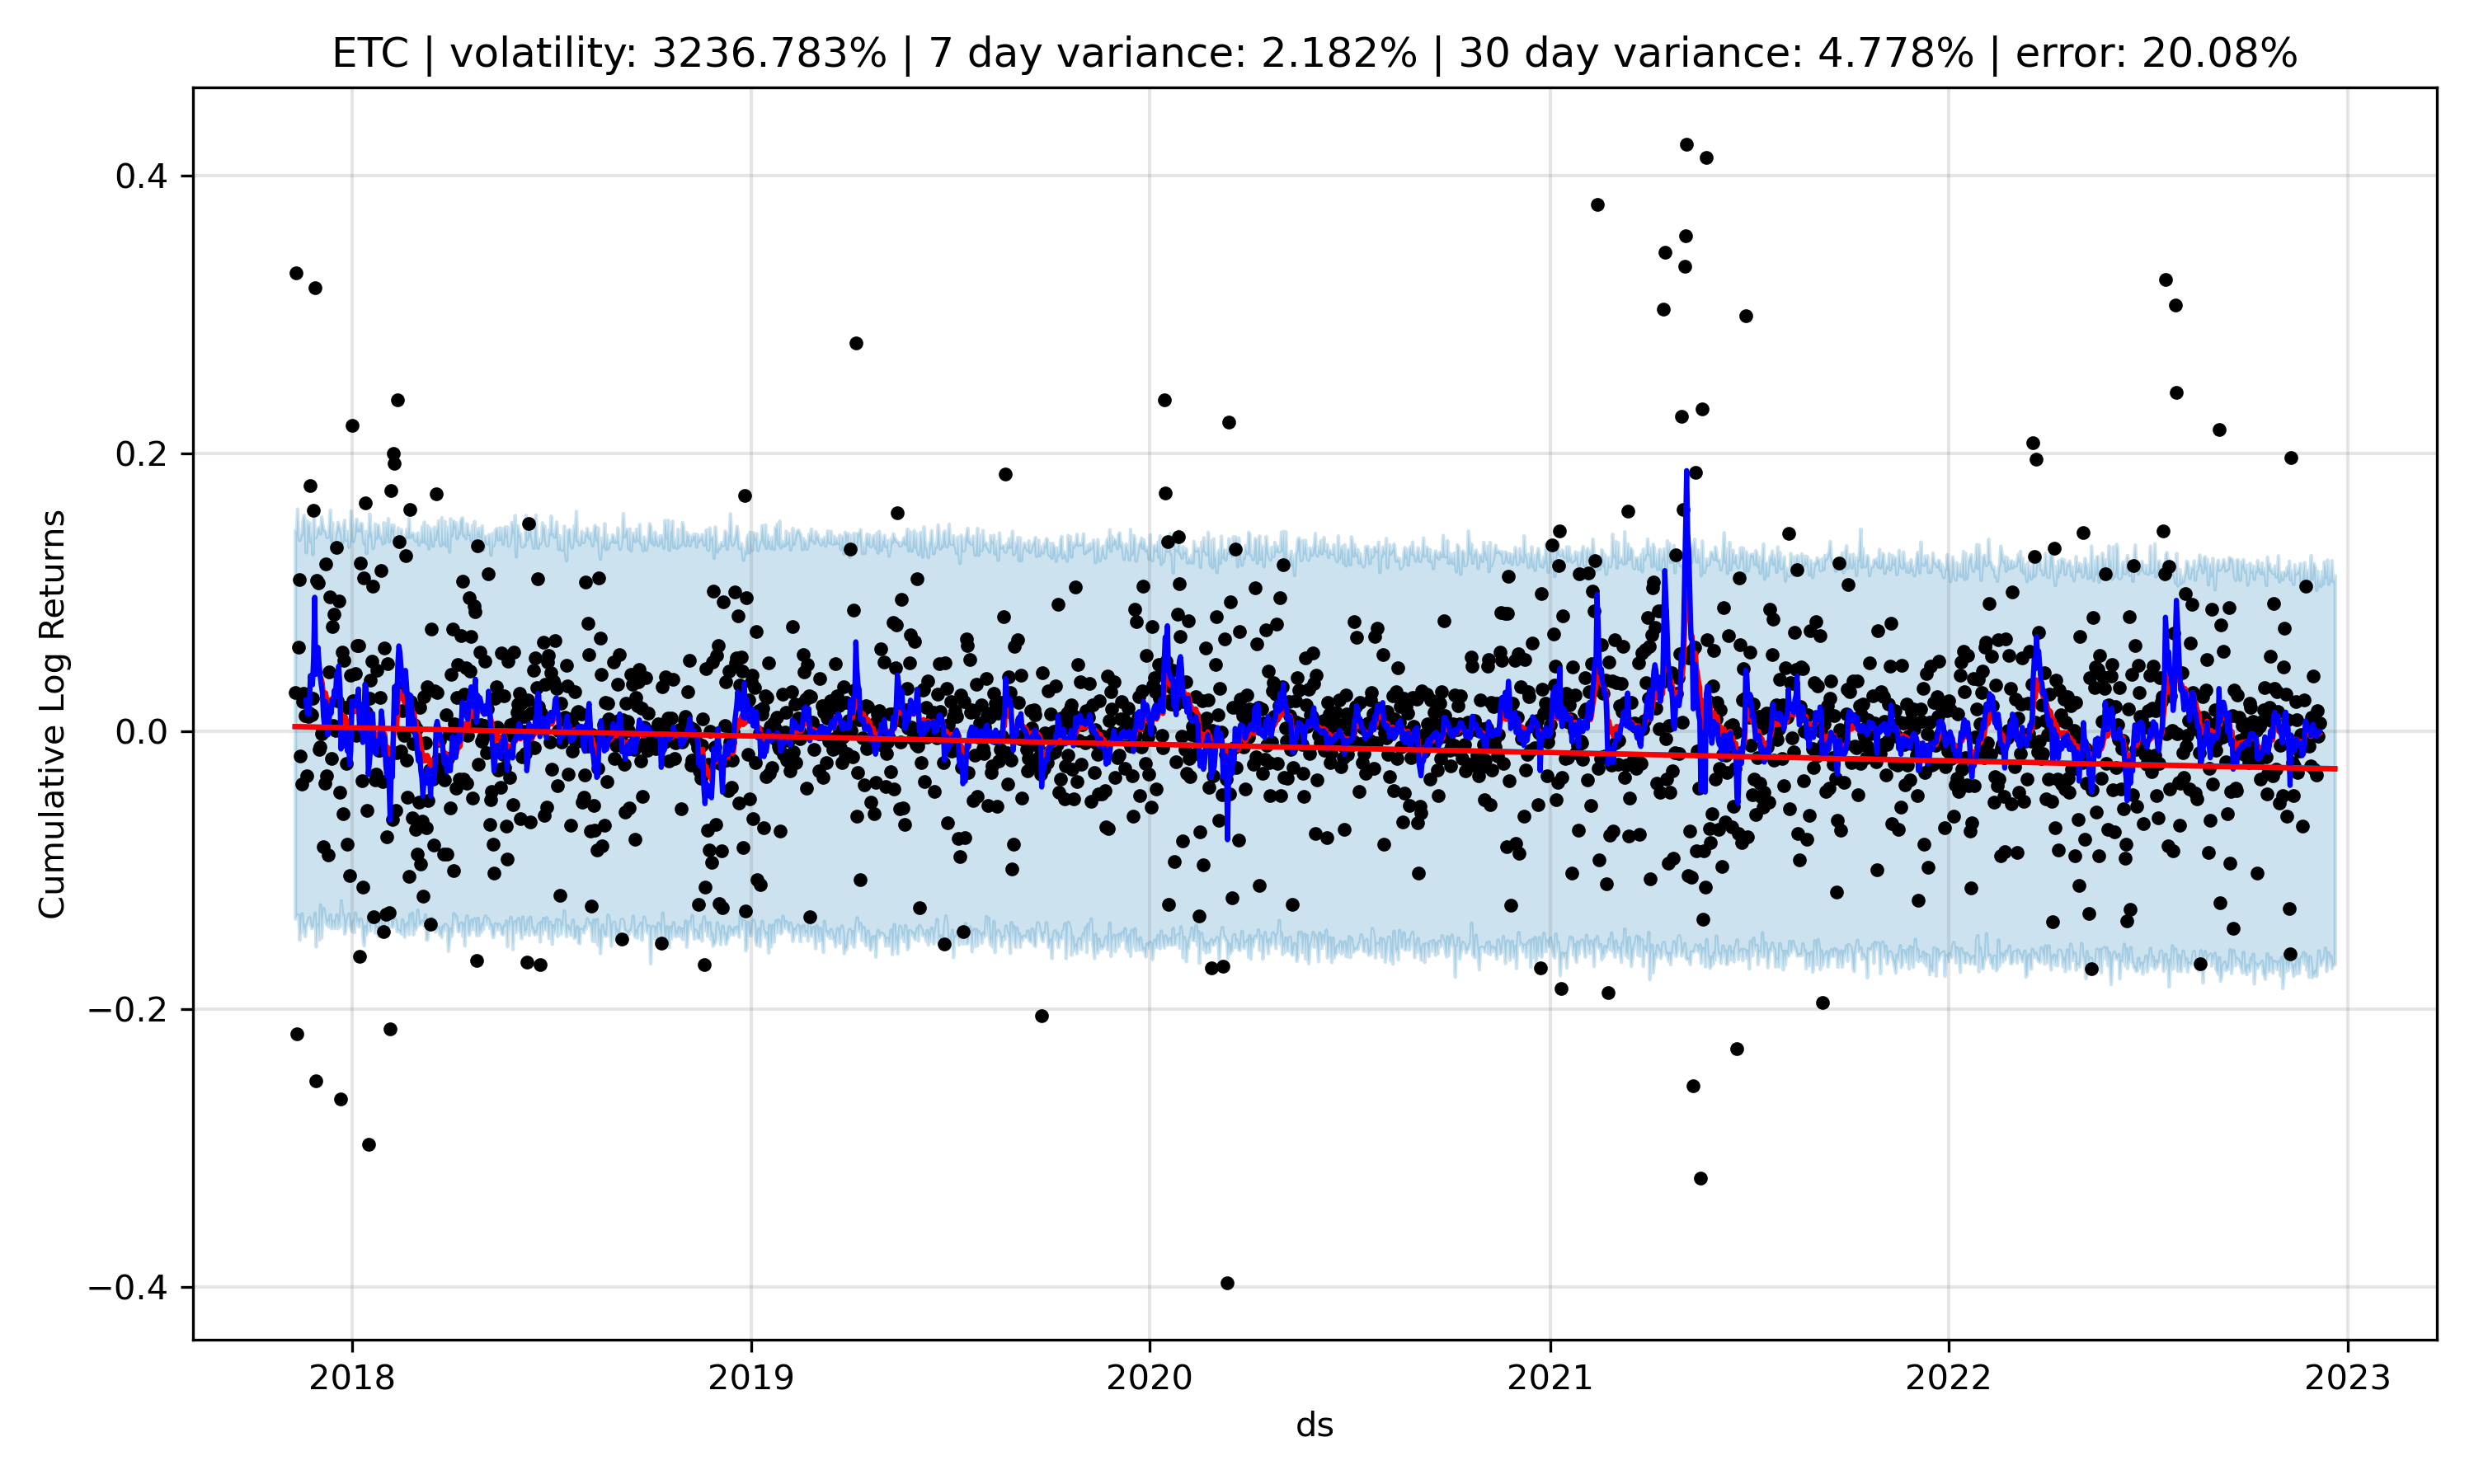 ETC | volatility: 3236.783% | 7 day variance: 2.182% | 30 day variance: 4.778% | error: 20.08%
Cumulative Log Returns
0.4
0.2
0.0
−0.2
−0.4
2018 2019 2020 2021 2022 2023
ds